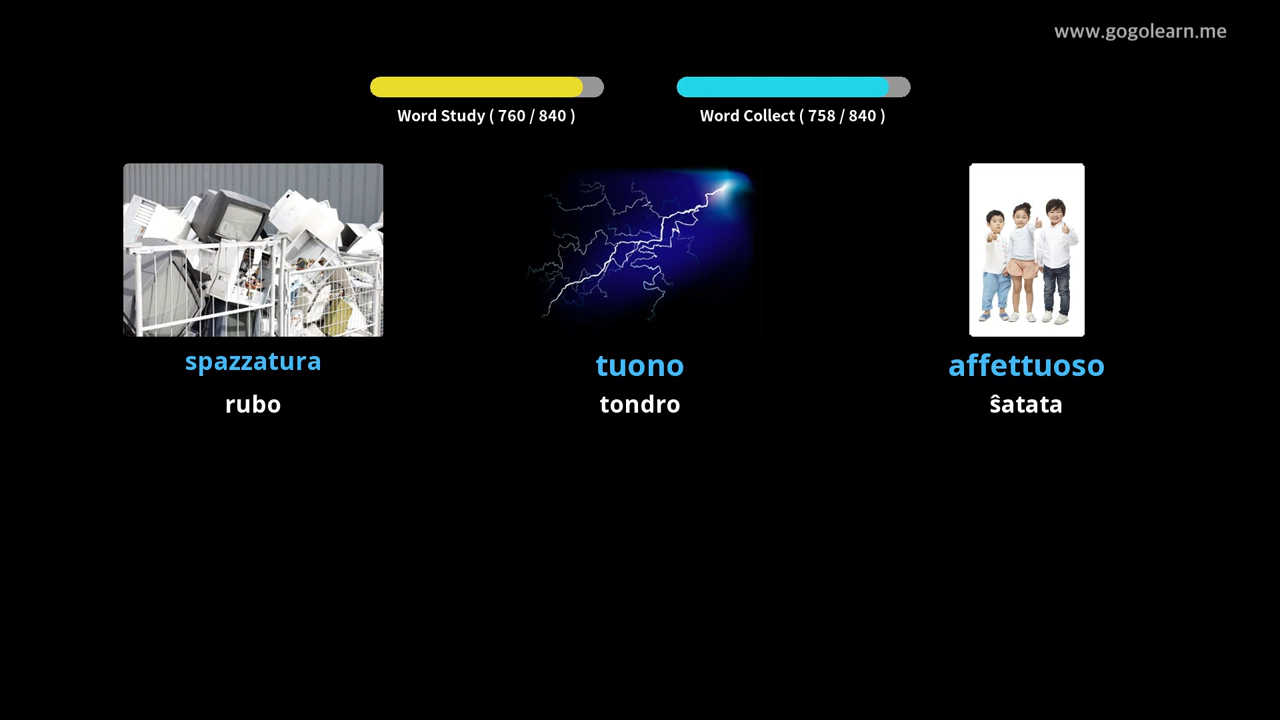 www.gogolearn.me
Word Study ( 760 / 840 )
Word Collect ( 758 / 840 )
spazzatura
tuono
affettuoso
rubo
tondro
ŝatata